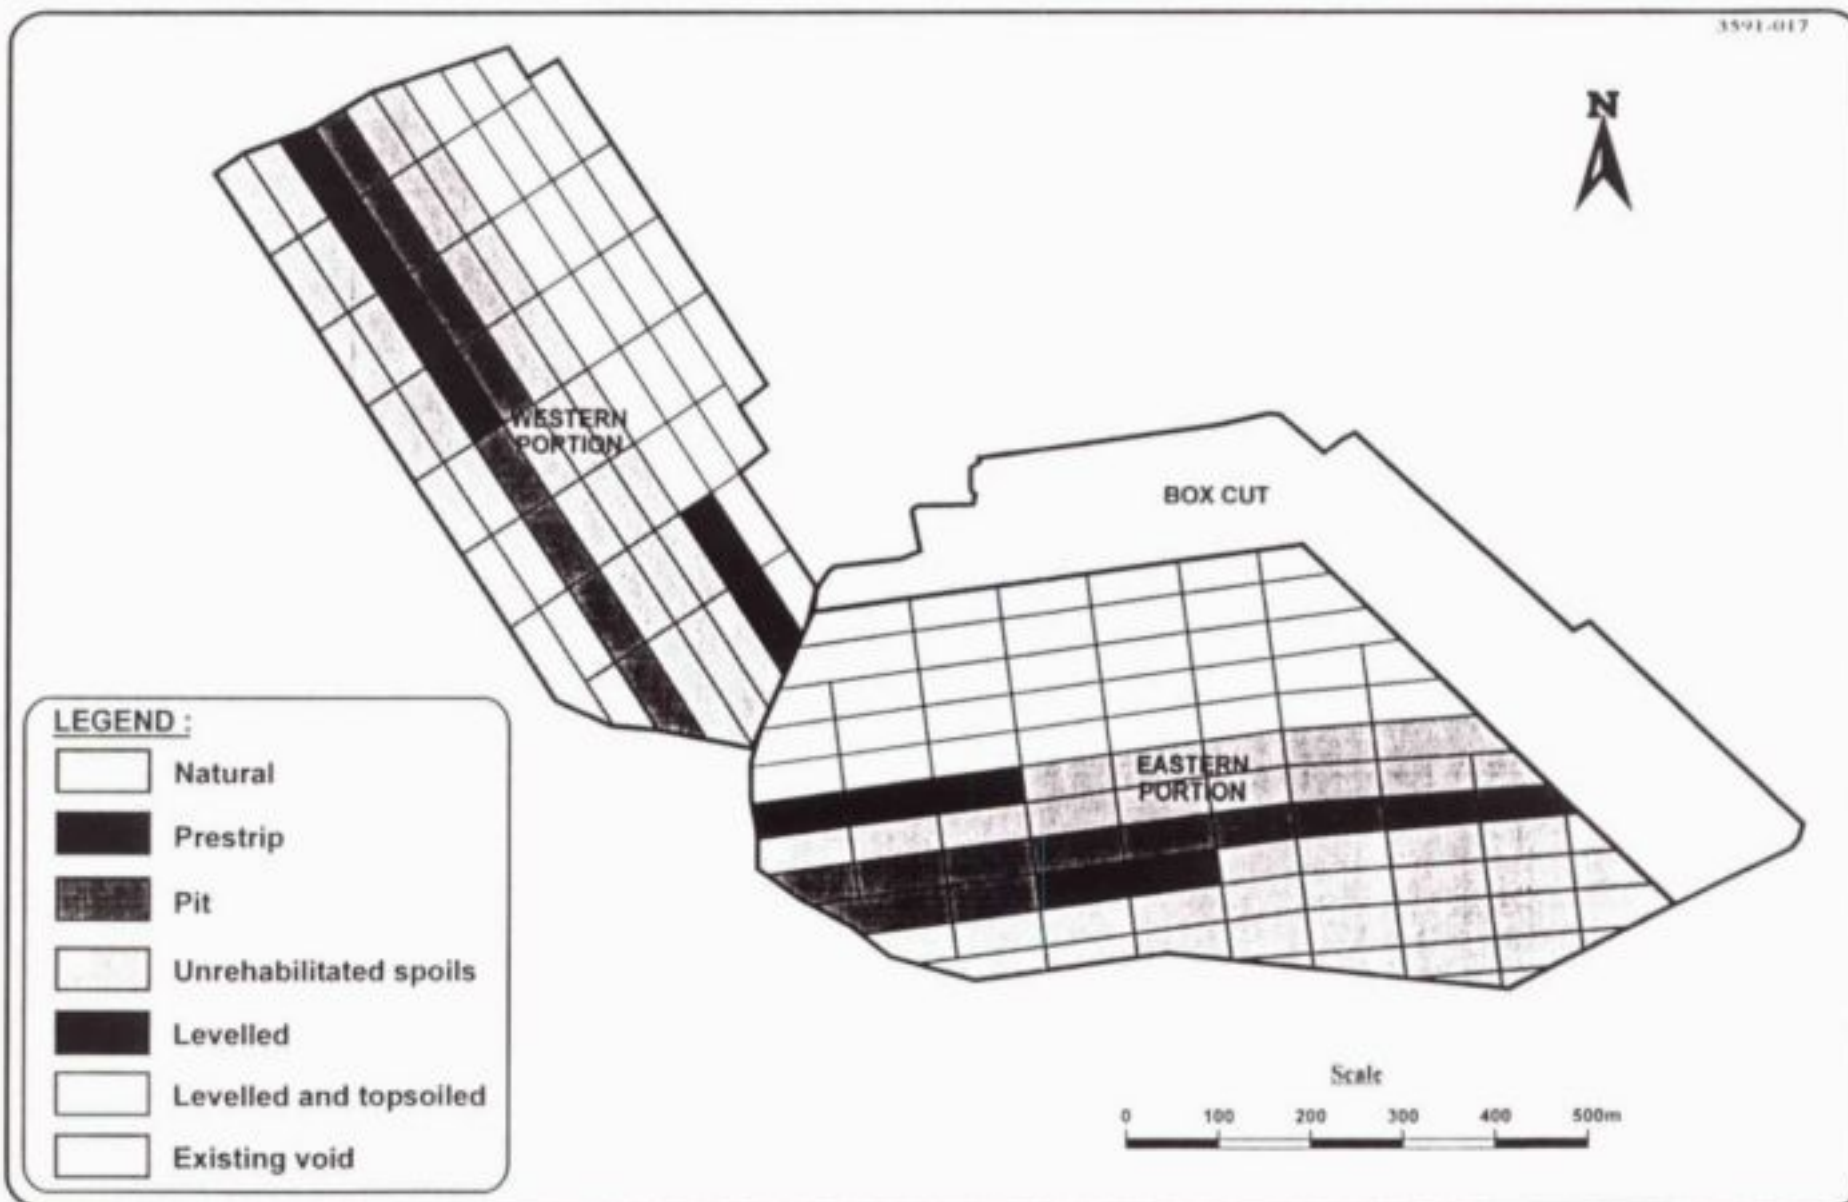 3591-017
N
WESTERN
PORTION
BOX CUT
EASTERN
PORTION
LEGEND :
Natural
Prestrip
Pit
Unrehabilitated spoils
Levelled
Levelled and topsoiled
Existing void
Scale
0 100 200 300 400 500m